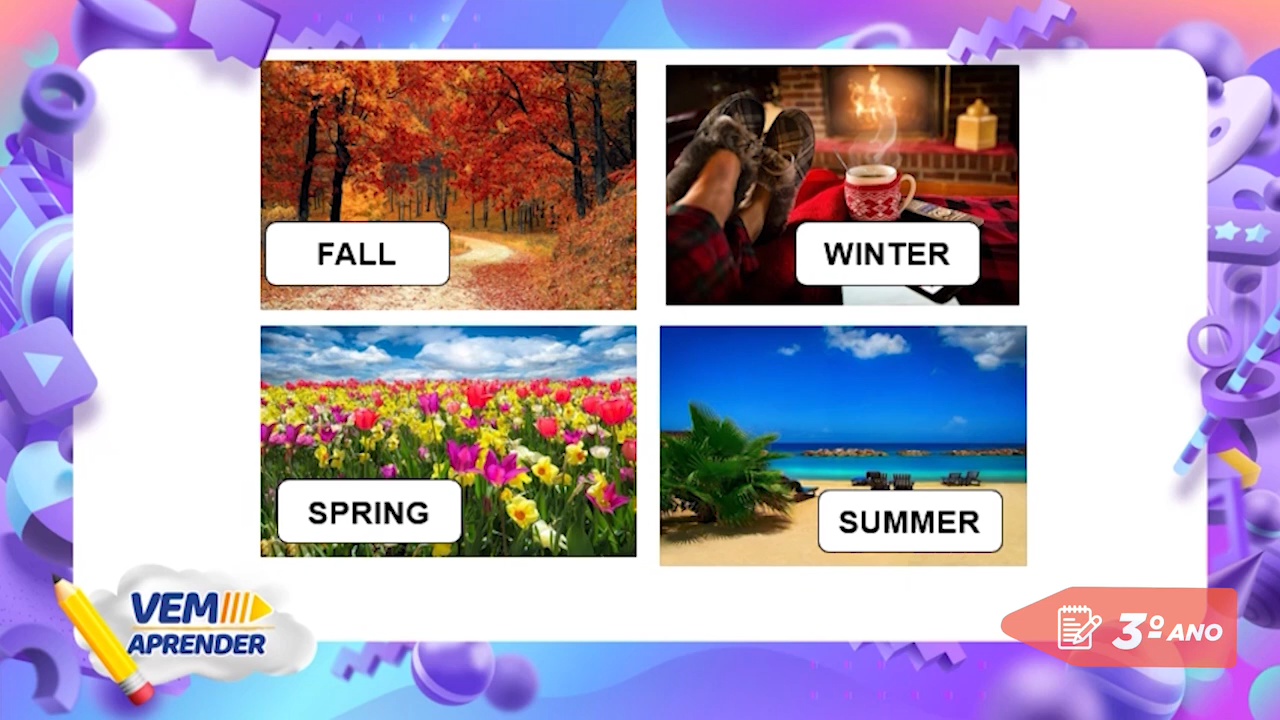 FALL
WINTER
SPRING
SUMMER
VEM
APRENDER
3º ANO